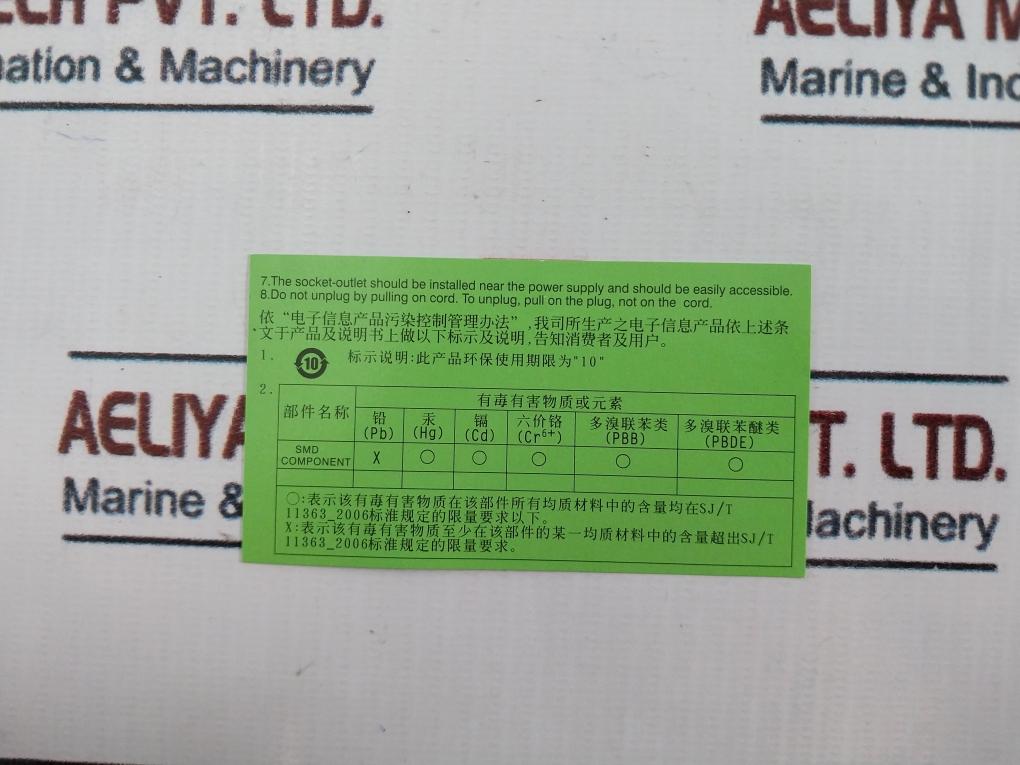 ECH PVT. LTD.
ation & Machinery
AELIYA M
Marine & Ind
7.The socket-outlet should be installed near the power supply and should be easily accessible.
8.Do not unplug by pulling on cord. To unplug, pull on the plug, not on the cord.
依“电子信息产品污染控制管理办法”,我司所生产之电子信息产品依上述条
文于产品及说明书上做以下标示及说明,告知消费者及用户。
1. 10 标示说明:此产品环保使用期限为"10"
2.
部件名称 有毒有害物质或元素
铅 汞 镉 六价铬 多溴联苯类 多溴联苯醚类
(Pb) (Hg) (Cd) (Cr6+) (PBB) (PBDE)
SMD
COMPONENT X ○ ○ ○ ○ ○
○:表示该有毒有害物质在该部件所有均质材料中的含量均在SJ/T
11363_2006标准规定的限量要求以下。
X:表示该有毒有害物质至少在该部件的某一均质材料中的含量超出SJ/T
11363_2006标准规定的限量要求。
AELIYA
T. LTD.
Marine &
achinery